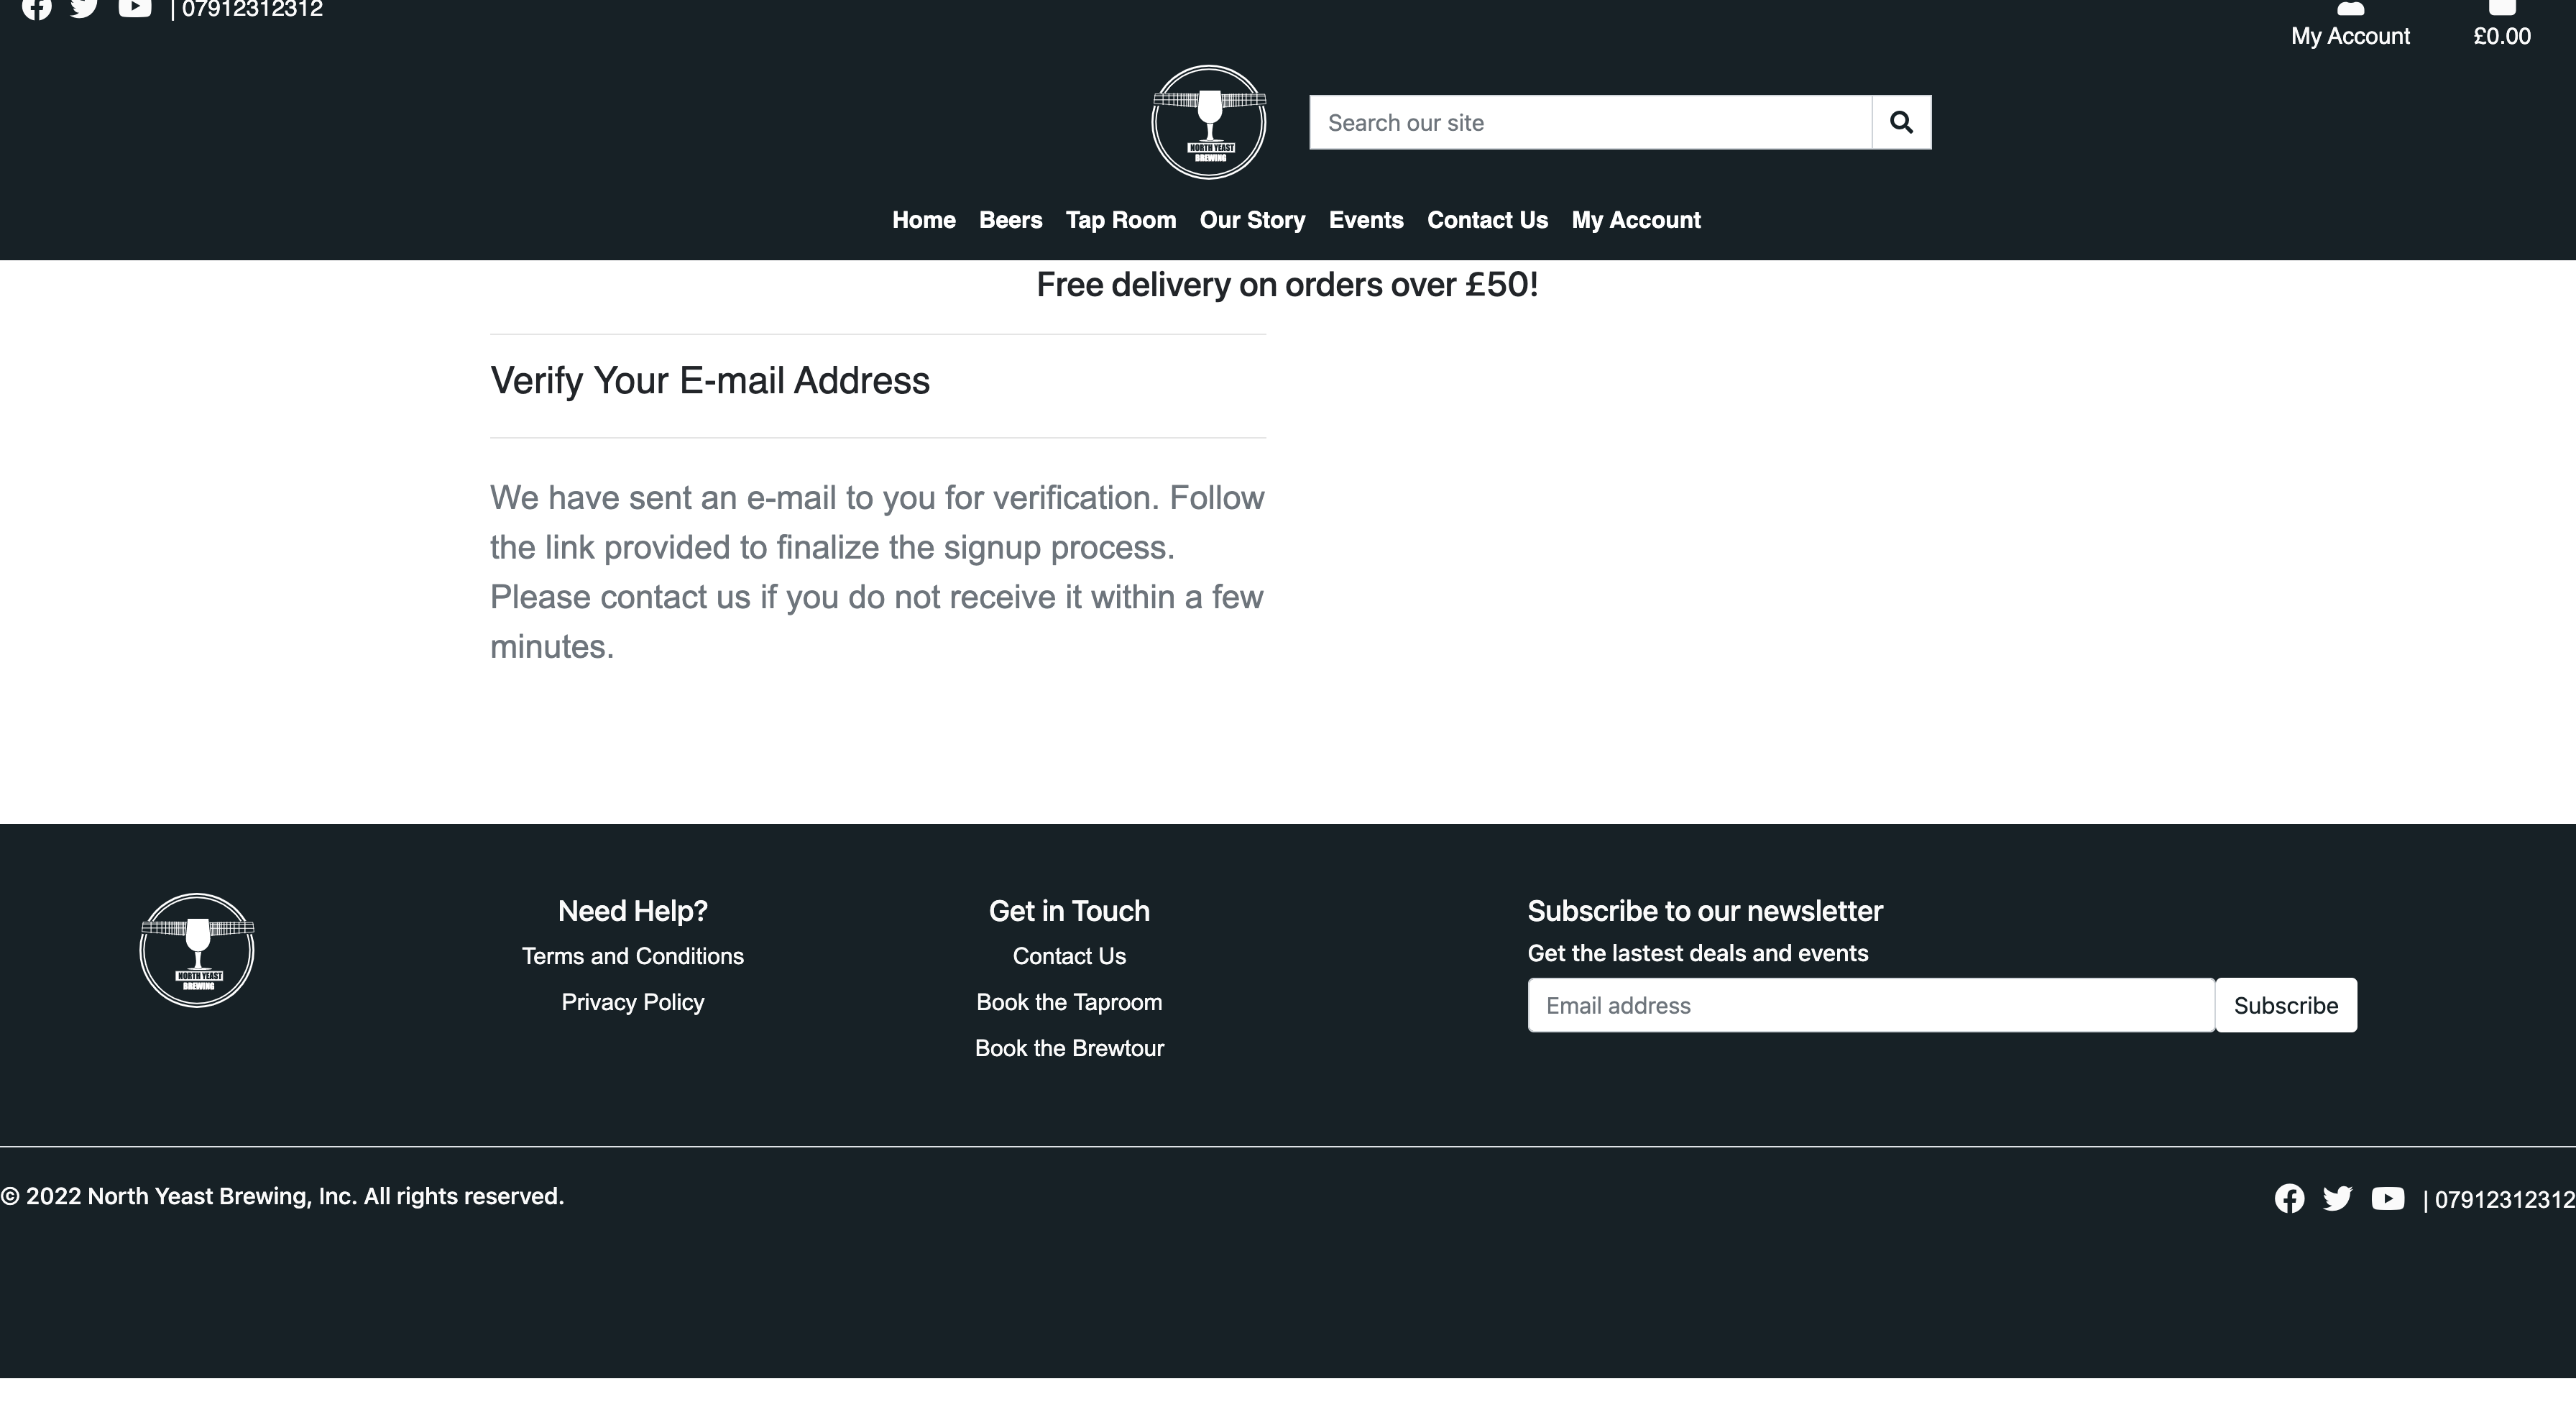 | 07912312312
My Account
£0.00
NORTH YEAST
BREWING
Search our site
Home Beers Tap Room Our Story Events Contact Us My Account
Free delivery on orders over £50!
Verify Your E-mail Address
We have sent an e-mail to you for verification. Follow
the link provided to finalize the signup process.
Please contact us if you do not receive it within a few
minutes.
NORTH YEAST
BREWING
Need Help?
Terms and Conditions
Privacy Policy
Get in Touch
Contact Us
Book the Taproom
Book the Brewtour
Subscribe to our newsletter
Get the lastest deals and events
Email address
Subscribe
© 2022 North Yeast Brewing, Inc. All rights reserved.
| 07912312312